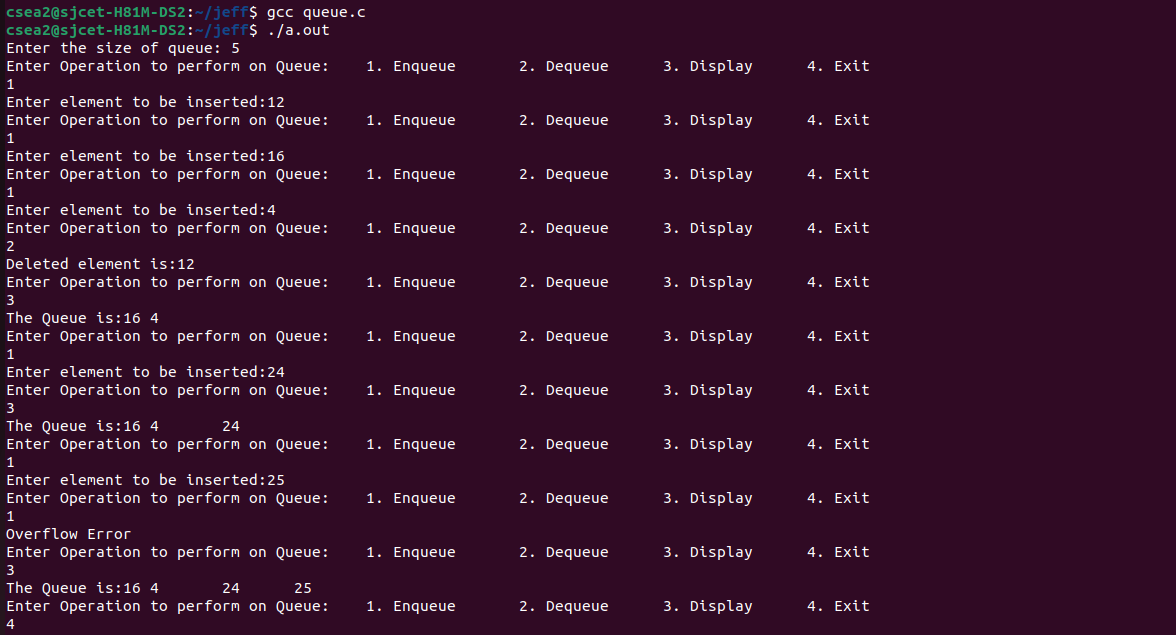 csea2@sjcet-H81M-DS2:~/jeff$ gcc queue.c
csea2@sjcet-H81M-DS2:~/jeff$ ./a.out
Enter the size of queue: 5
Enter Operation to perform on Queue:    1. Enqueue       2. Dequeue      3. Display      4. Exit
1
Enter element to be inserted:12
Enter Operation to perform on Queue:    1. Enqueue       2. Dequeue      3. Display      4. Exit
1
Enter element to be inserted:16
Enter Operation to perform on Queue:    1. Enqueue       2. Dequeue      3. Display      4. Exit
1
Enter element to be inserted:4
Enter Operation to perform on Queue:    1. Enqueue       2. Dequeue      3. Display      4. Exit
2
Deleted element is:12
Enter Operation to perform on Queue:    1. Enqueue       2. Dequeue      3. Display      4. Exit
3
The Queue is:16 4
Enter Operation to perform on Queue:    1. Enqueue       2. Dequeue      3. Display      4. Exit
1
Enter element to be inserted:24
Enter Operation to perform on Queue:    1. Enqueue       2. Dequeue      3. Display      4. Exit
3
The Queue is:16 4       24
Enter Operation to perform on Queue:    1. Enqueue       2. Dequeue      3. Display      4. Exit
1
Enter element to be inserted:25
Enter Operation to perform on Queue:    1. Enqueue       2. Dequeue      3. Display      4. Exit
1
Overflow Error
Enter Operation to perform on Queue:    1. Enqueue       2. Dequeue      3. Display      4. Exit
3
The Queue is:16 4       24      25
Enter Operation to perform on Queue:    1. Enqueue       2. Dequeue      3. Display      4. Exit
4